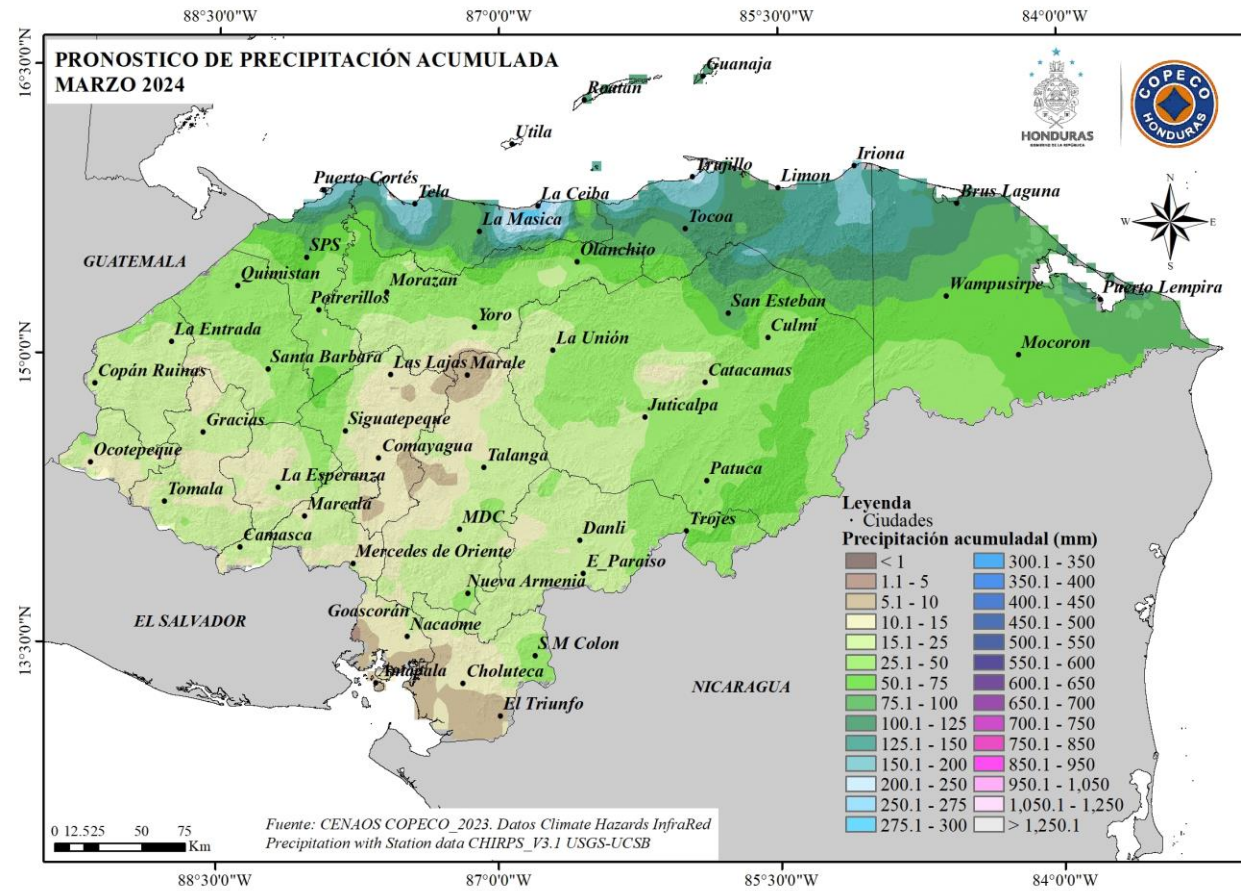 88°30'0"W 87°0'0"W 85°30'0"W 84°0'0"W
PRONOSTICO DE PRECIPITACIÓN ACUMULADA
MARZO 2024
16°30'0"N
15°0'0"N
13°30'0"N
HONDURAS
GOBIERNO DE LA REPÚBLICA
COPECO
HONDURAS
N
W E
S
Guanaja
Roatán
Utila
Iriona
Trujillo
Limon
Puerto Cortés
Tela
La Ceiba
Brus Laguna
La Masica
Tocoa
SPS
Olanchito
GUATEMALA
Quimistan
Morazan
Wampusirpe
Puerto Lempira
Potrerillos
San Esteban
Yoro
La Entrada
La Unión
Culmí
Santa Barbara
Las Lajas
Marale
Mocoron
Copán Ruinas
Catacamas
Gracias
Siguatepeque
Juticalpa
Comayagua
Ocotepeque
Talanga
La Esperanza
Patuca
Tomala
Marcala
MDC
Danli
Trojes
Camasca
Mercedes de Oriente
E_Paraiso
Nueva Armenia
EL SALVADOR
Goascorán
Nacaome
S.M Colon
Amapala
Choluteca
NICARAGUA
El Triunfo
Leyenda
Ciudades
Precipitación acumuladal (mm)
< 1
1.1 - 5
5.1 - 10
10.1 - 15
15.1 - 25
25.1 - 50
50.1 - 75
75.1 - 100
100.1 - 125
125.1 - 150
150.1 - 200
200.1 - 250
250.1 - 275
275.1 - 300
300.1 - 350
350.1 - 400
400.1 - 450
450.1 - 500
500.1 - 550
550.1 - 600
600.1 - 650
650.1 - 700
700.1 - 750
750.1 - 850
850.1 - 950
950.1 - 1,050
1,050.1 - 1,250
> 1,250.1
0 12.525 50 75
Km
Fuente: CENAOS COPECO_2023. Datos Climate Hazards InfraRed
Precipitation with Station data CHIRPS_V3.1 USGS-UCSB
88°30'0"W 87°0'0"W 85°30'0"W 84°0'0"W